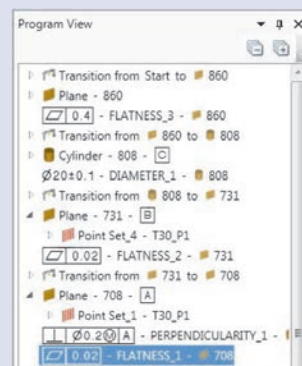 Program View
Transition from Start to 860
Plane - 860
0.4 - FLATNESS_3 - 860
Transition from 860 to 808
Cylinder - 808 - C
Ø20±0.1 - DIAMETER_1 - 808
Transition from 808 to 731
Plane - 731 - B
Point Set_4 - T30_P1
0.02 - FLATNESS_2 - 731
Transition from 731 to 708
Plane - 708 - A
Point Set_1 - T30_P1
⊥ Ø0.2Ⓜ A - PERPENDICULARITY_1 -
0.02 - FLATNESS_1 - 708